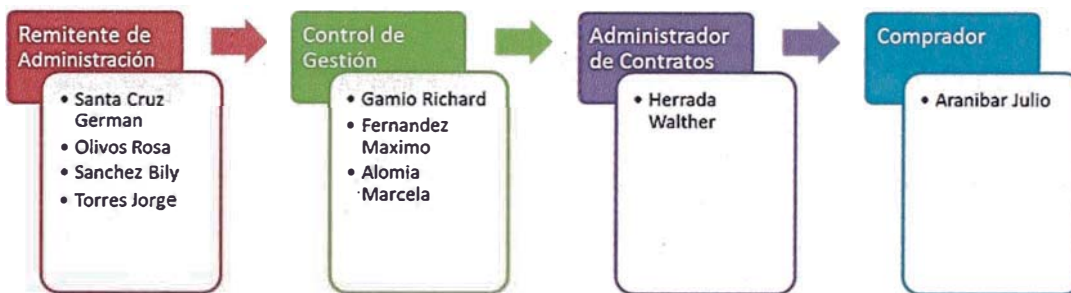 Remitente de
Administración
• Santa Cruz
German
• Olivos Rosa
• Sanchez Bily
• Torres Jorge
Control de
Gestión
• Gamio Richard
• Fernandez
Maximo
• Alomia
Marcela
Administrador
de Contratos
• Herrada
Walther
Comprador
• Aranibar Julio